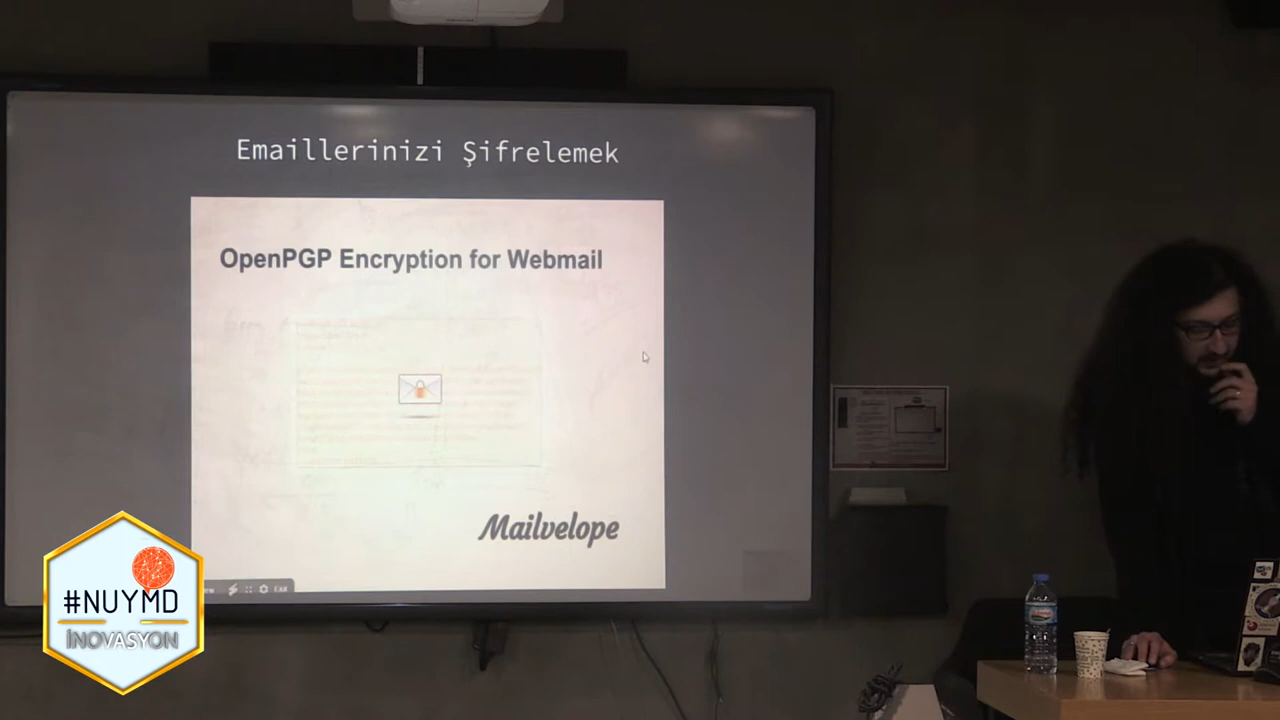 Emaillerinizi Şifrelemek
OpenPGP Encryption for Webmail
Mailvelope
#NUYMD
İNOVASYON